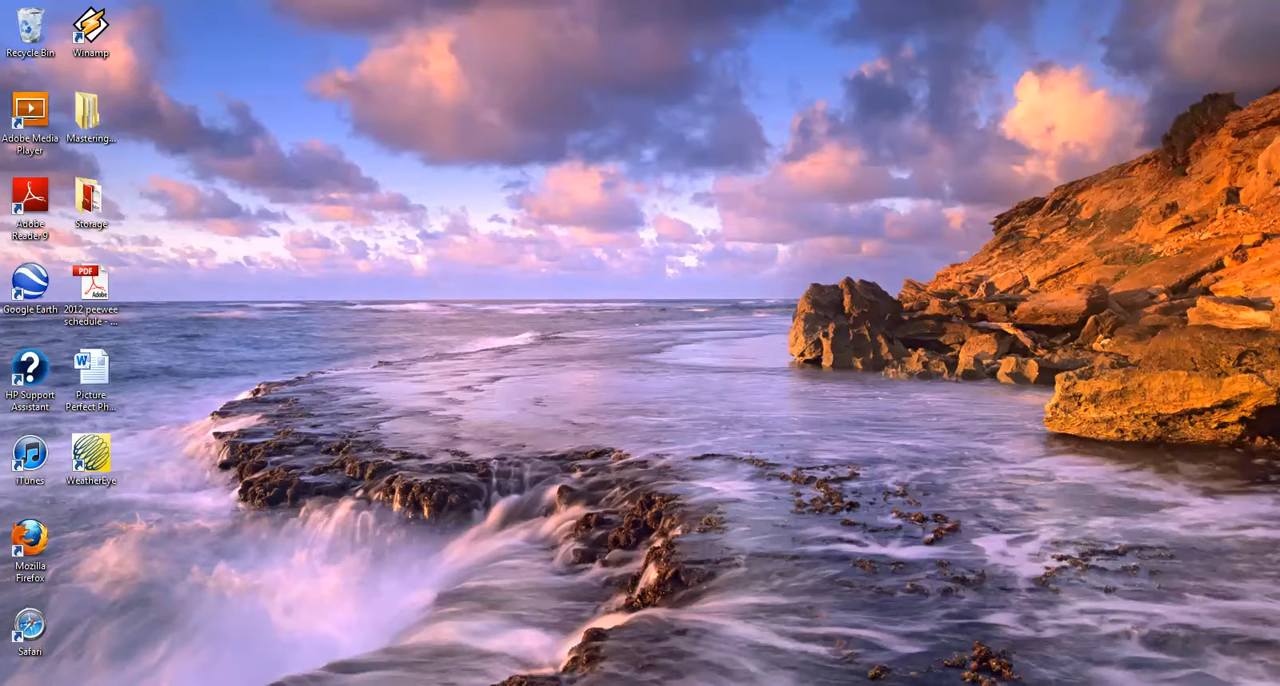 Recycle Bin
Winamp
Adobe Media
Player
Mastering...
Adobe
Reader 9
Storage
Google Earth
PDF
Adobe
2012 peewee
schedule - ...
HP Support
Assistant
W
Picture
Perfect Ph...
iTunes
WeatherEye
Mozilla
Firefox
Safari